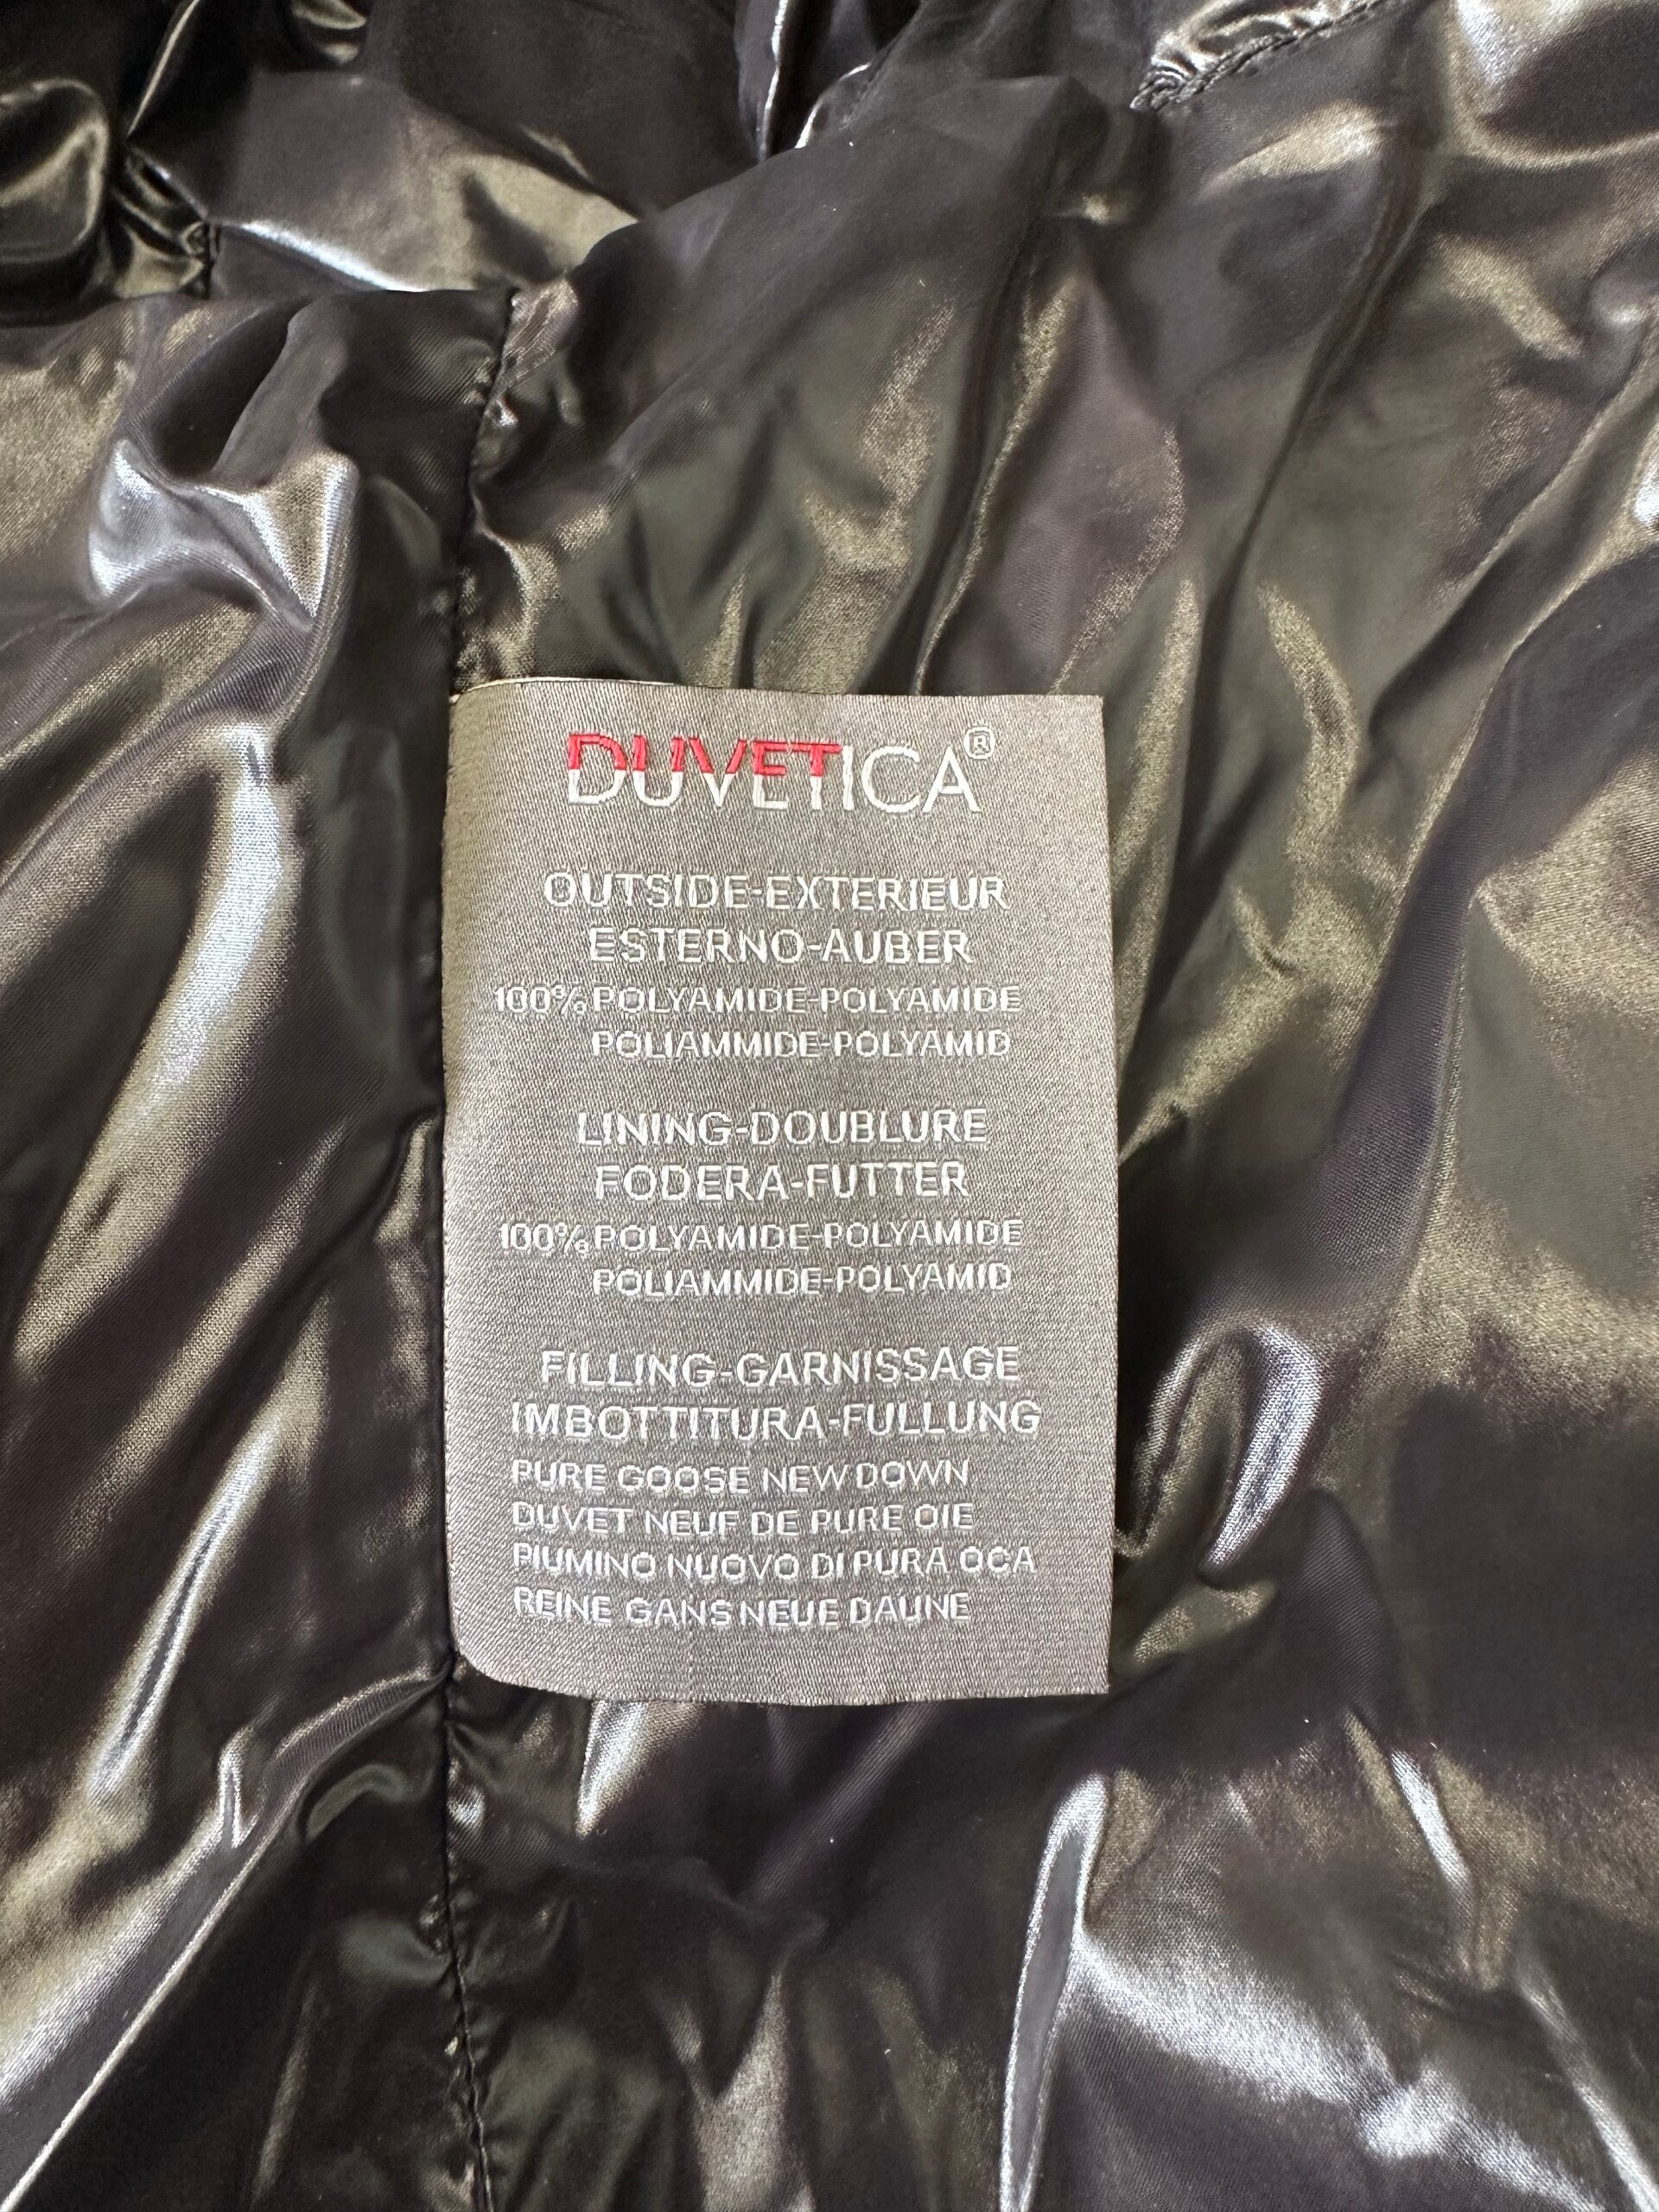 DUVETICA®
OUTSIDE-EXTERIEUR
ESTERNO-AUBER
100% POLYAMIDE-POLYAMIDE
POLIAMMIDE-POLYAMID
LINING-DOUBLURE
FODERA-FUTTER
100% POLYAMIDE-POLYAMIDE
POLIAMMIDE-POLYAMID
FILLING-GARNISSAGE
IMBOTTITURA-FULLUNG
PURE GOOSE NEW DOWN
DUVET NEUF DE PURE OIE
PIUMINO NUOVO DI PURA OCA
REINE GANS NEUE DAUNE